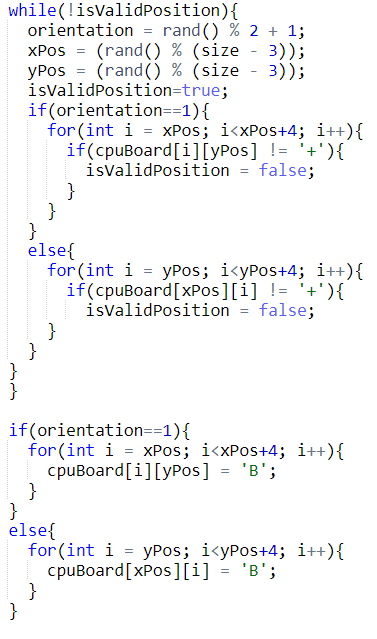 while(!isValidPosition){
  orientation = rand() % 2 + 1;
  xPos = (rand() % (size - 3));
  yPos = (rand() % (size - 3));
  isValidPosition=true;
  if(orientation==1){
    for(int i = xPos; i<xPos+4; i++){
      if(cpuBoard[i][yPos] != '+'){
        isValidPosition = false;
      }
    }
  }
  else{
    for(int i = yPos; i<yPos+4; i++){
      if(cpuBoard[xPos][i] != '+'){
        isValidPosition = false;
    }
  }
}
}

if(orientation==1){
  for(int i = xPos; i<xPos+4; i++){
    cpuBoard[i][yPos] = 'B';
  }
}
else{
  for(int i = yPos; i<yPos+4; i++){
    cpuBoard[xPos][i] = 'B';
  }
}